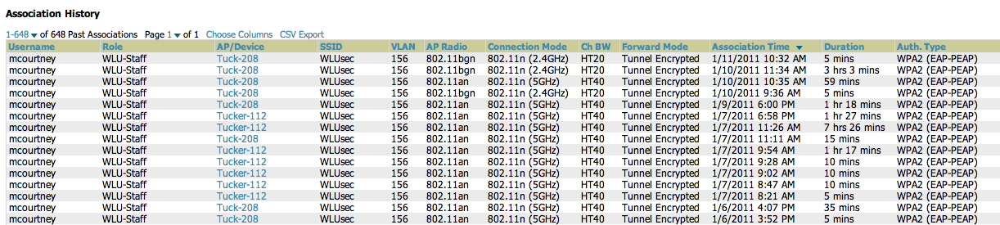 Association History
1-648 of 648 Past Associations Page 1 of 1 Choose Columns CSV Export
Username Role AP/Device SSID VLAN AP Radio Connection Mode Ch BW Forward Mode Association Time Duration Auth. Type
mcourtney WLU-Staff Tuck-208 WLUsec 156 802.11bgn 802.11n (2.4GHz) HT20 Tunnel Encrypted 1/11/2011 10:32 AM 5 mins WPA2 (EAP-PEAP)
mcourtney WLU-Staff Tuck-208 WLUsec 156 802.11bgn 802.11n (2.4GHz) HT20 Tunnel Encrypted 1/10/2011 11:34 AM 3 hrs 3 mins WPA2 (EAP-PEAP)
mcourtney WLU-Staff Tuck-208 WLUsec 156 802.11an 802.11n (5GHz) HT40 Tunnel Encrypted 1/10/2011 10:35 AM 59 mins WPA2 (EAP-PEAP)
mcourtney WLU-Staff Tuck-208 WLUsec 156 802.11bgn 802.11n (2.4GHz) HT20 Tunnel Encrypted 1/10/2011 9:36 AM 5 mins WPA2 (EAP-PEAP)
mcourtney WLU-Staff Tuck-208 WLUsec 156 802.11an 802.11n (5GHz) HT40 Tunnel Encrypted 1/9/2011 6:00 PM 1 hr 18 mins WPA2 (EAP-PEAP)
mcourtney WLU-Staff Tucker-112 WLUsec 156 802.11an 802.11n (5GHz) HT40 Tunnel Encrypted 1/7/2011 6:58 PM 1 hr 27 mins WPA2 (EAP-PEAP)
mcourtney WLU-Staff Tucker-112 WLUsec 156 802.11an 802.11n (5GHz) HT40 Tunnel Encrypted 1/7/2011 11:26 AM 7 hrs 26 mins WPA2 (EAP-PEAP)
mcourtney WLU-Staff Tuck-208 WLUsec 156 802.11an 802.11n (5GHz) HT40 Tunnel Encrypted 1/7/2011 11:11 AM 15 mins WPA2 (EAP-PEAP)
mcourtney WLU-Staff Tucker-112 WLUsec 156 802.11an 802.11n (5GHz) HT40 Tunnel Encrypted 1/7/2011 9:54 AM 1 hr 17 mins WPA2 (EAP-PEAP)
mcourtney WLU-Staff Tucker-112 WLUsec 156 802.11an 802.11n (5GHz) HT40 Tunnel Encrypted 1/7/2011 9:28 AM 10 mins WPA2 (EAP-PEAP)
mcourtney WLU-Staff Tucker-112 WLUsec 156 802.11an 802.11n (5GHz) HT40 Tunnel Encrypted 1/7/2011 9:02 AM 10 mins WPA2 (EAP-PEAP)
mcourtney WLU-Staff Tucker-112 WLUsec 156 802.11an 802.11n (5GHz) HT40 Tunnel Encrypted 1/7/2011 8:47 AM 10 mins WPA2 (EAP-PEAP)
mcourtney WLU-Staff Tucker-112 WLUsec 156 802.11an 802.11n (5GHz) HT40 Tunnel Encrypted 1/7/2011 8:21 AM 5 mins WPA2 (EAP-PEAP)
mcourtney WLU-Staff Tuck-208 WLUsec 156 802.11an 802.11n (5GHz) HT40 Tunnel Encrypted 1/6/2011 4:07 PM 35 mins WPA2 (EAP-PEAP)
mcourtney WLU-Staff Tuck-208 WLUsec 156 802.11an 802.11n (5GHz) HT40 Tunnel Encrypted 1/6/2011 3:52 PM 5 mins WPA2 (EAP-PEAP)